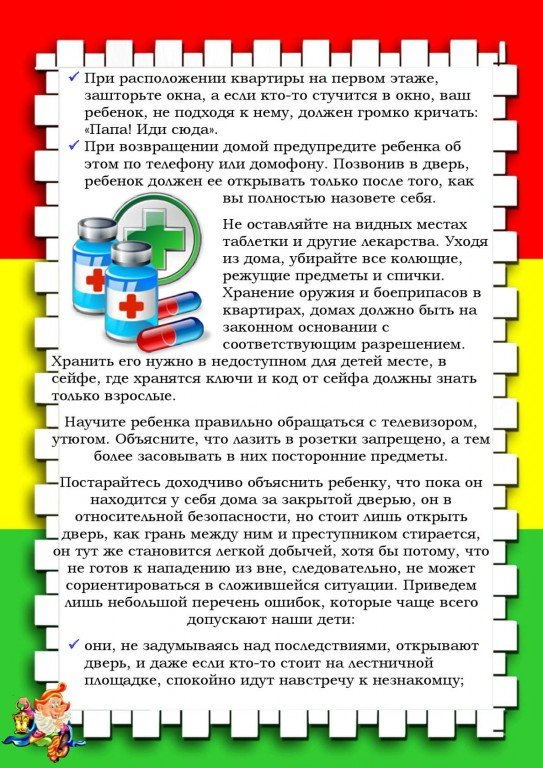 При расположении квартиры на первом этаже,
зашторьте окна, а если кто-то стучится в окно, ваш
ребенок, не подходя к нему, должен громко кричать:
«Папа! Иди сюда».
При возвращении домой предупредите ребенка об
этом по телефону или домофону. Позвонив в дверь,
ребенок должен ее открывать только после того, как
вы полностью назовете себя.
Не оставляйте на видных местах
таблетки и другие лекарства. Уходя
из дома, убирайте все колющие,
режущие предметы и спички.
Хранение оружия и боеприпасов в
квартирах, домах должно быть на
законном основании с
соответствующим разрешением.
Хранить его нужно в недоступном для детей месте, в
сейфе, где хранятся ключи и код от сейфа должны знать
только взрослые.
Научите ребенка правильно обращаться с телевизором,
утюгом. Объясните, что лазить в розетки запрещено, а тем
более засовывать в них посторонние предметы.
Постарайтесь доходчиво объяснить ребенку, что пока он
находится у себя дома за закрытой дверью, он в
относительной безопасности, но стоит лишь открыть
дверь, как грань между ним и преступником стирается,
он тут же становится легкой добычей, хотя бы потому, что
не готов к нападению из вне, следовательно, не может
сориентироваться в сложившейся ситуации. Приведем
лишь небольшой перечень ошибок, которые чаще всего
допускают наши дети:
они, не задумываясь над последствиями, открывают
дверь, и даже если кто-то стоит на лестничной
площадке, спокойно идут навстречу к незнакомцу;